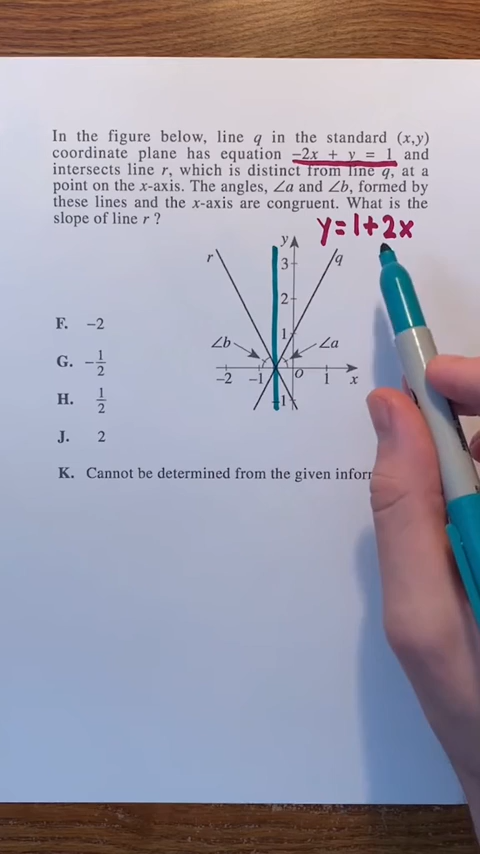 In the figure below, line q in the standard (x,y)
coordinate plane has equation −2x + y = 1 and
intersects line r, which is distinct from line q, at a
point on the x-axis. The angles, ∠a and ∠b, formed by
these lines and the x-axis are congruent. What is the
slope of line r ?
y=1+2x
y
r
3
q
2
F. −2
1
∠b
∠a
G. −1/2
−2
−1
O
1
x
H. 1/2
−1
J. 2
K. Cannot be determined from the given